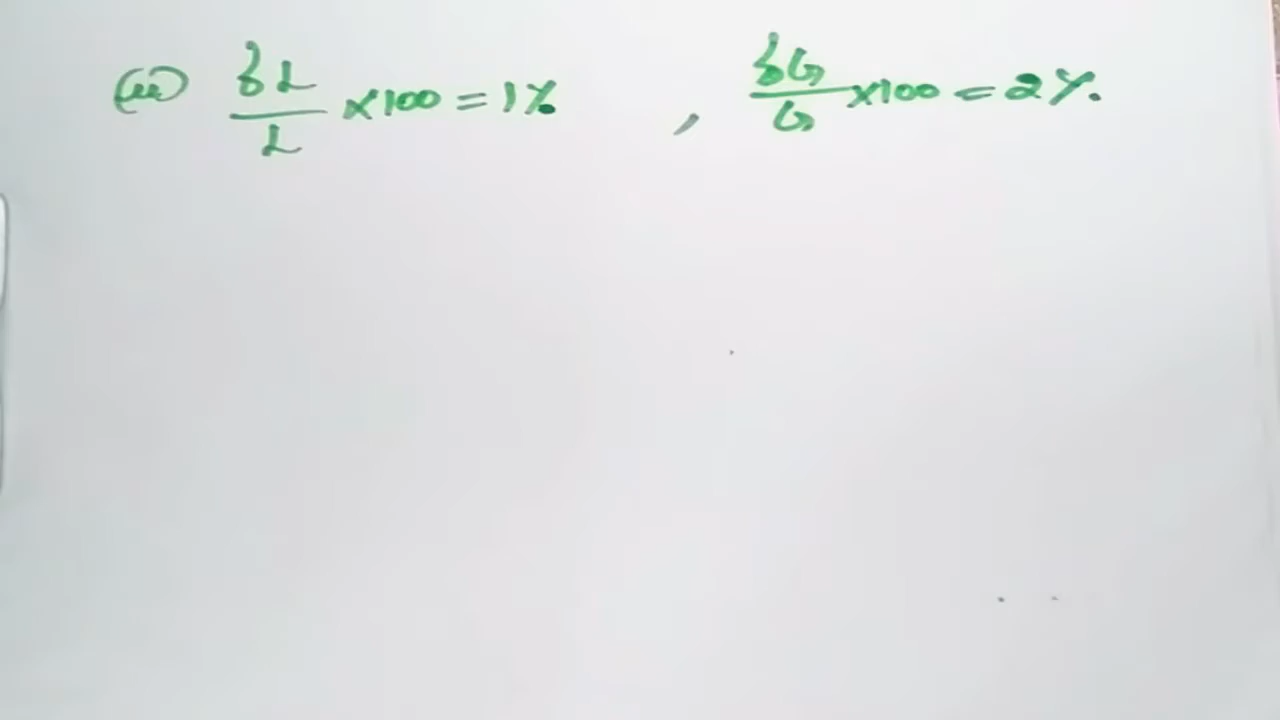 (iii) δL/L ×100 = 1%, δG/G ×100 = 2%.